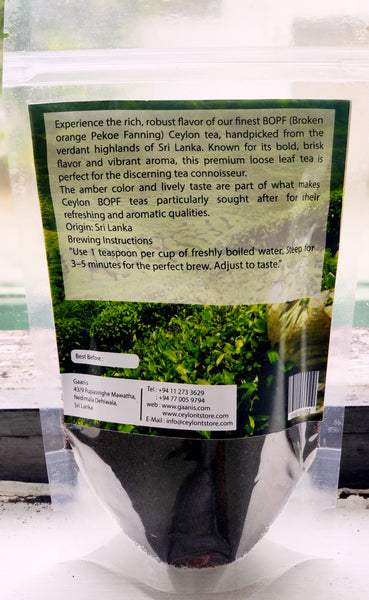 Experience the rich, robust flavor of our finest BOPF (Broken
orange Pekoe Fanning) Ceylon tea, handpicked from the
verdant highlands of Sri Lanka. Known for its bold, brisk
flavor and vibrant aroma, this premium loose leaf tea is
perfect for the discerning tea connoisseur.
The amber color and lively taste are part of what makes
Ceylon BOPF teas particularly sought after for their
refreshing and aromatic qualities.
Origin: Sri Lanka
Brewing Instructions
"Use 1 teaspoon per cup of freshly boiled water. Steep for
3–5 minutes for the perfect brew. Adjust to taste."
Best Before :
Gaanis
43/9 Rupasinghe Mawatha,
Nedimala Dehiwala,
Sri Lanka
Tel : +94 11 273 3629
: +94 77 005 9794
web : www.gaanis.com
www.ceylontstore.com
E-Mail : info@ceylontstore.com